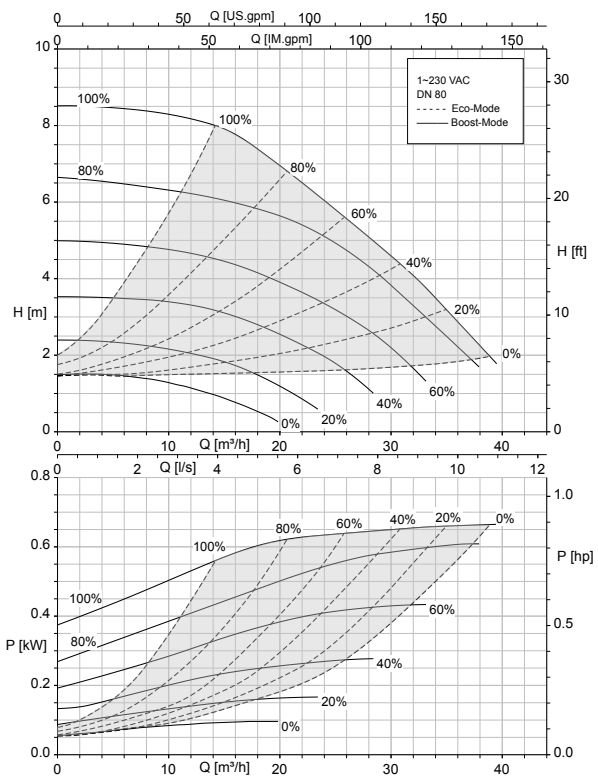 0 50 100 150
Q [US.gpm]
0 50 100 150
Q [IM.gpm]
10
8
6
4
2
0
H [m]
30
20
10
0
H [ft]
1~230 VAC
DN 80
Eco-Mode
Boost-Mode
100%
100%
80%
80%
60%
40%
20%
0%
60%
40%
20%
0%
0 10 20 30 40
Q [m³/h]
0 2 4 6 8 10 12
Q [l/s]
0.8
0.6
0.4
0.2
0.0
P [kW]
1.0
0.5
0.0
P [hp]
100%
80%
60%
40%
20%
0%
100%
80%
60%
40%
20%
0%
0 10 20 30 40
Q [m³/h]